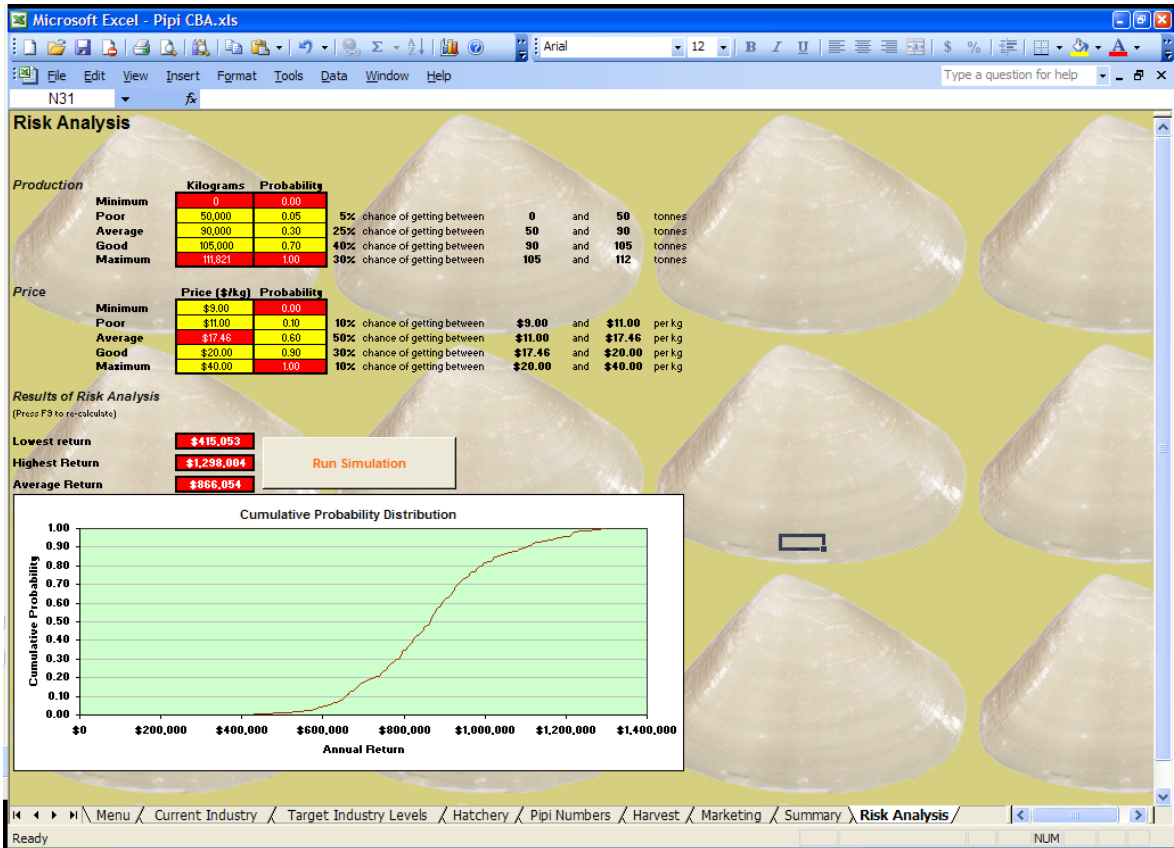 Microsoft Excel - Pipi CBA.xls
Arial 12 B I U $ %
File Edit View Insert Format Tools Data Window Help Type a question for help
N31 fx
Risk Analysis
Production Kilograms Probability
Minimum 0 0.00
Poor 50,000 0.05 5% chance of getting between 0 and 50 tonnes
Average 90,000 0.30 25% chance of getting between 50 and 90 tonnes
Good 105,000 0.70 40% chance of getting between 90 and 105 tonnes
Maximum 111,821 1.00 30% chance of getting between 105 and 112 tonnes
Price Price ($/kg) Probability
Minimum $9.00 0.00
Poor $11.00 0.10 10% chance of getting between $9.00 and $11.00 per kg
Average $17.46 0.60 50% chance of getting between $11.00 and $17.46 per kg
Good $20.00 0.90 30% chance of getting between $17.46 and $20.00 per kg
Maximum $40.00 1.00 10% chance of getting between $20.00 and $40.00 per kg
Results of Risk Analysis
(Press F9 to re-calculate)
Lowest return $415,053
Highest Return $1,298,004
Run Simulation
Average Return $866,054
Cumulative Probability Distribution
Cumulative Probability
1.00
0.90
0.80
0.70
0.60
0.50
0.40
0.30
0.20
0.10
0.00
$0 $200,000 $400,000 $600,000 $800,000 $1,000,000 $1,200,000 $1,400,000
Annual Return
Menu Current Industry Target Industry Levels Hatchery Pipi Numbers Harvest Marketing Summary Risk Analysis
Ready NUM